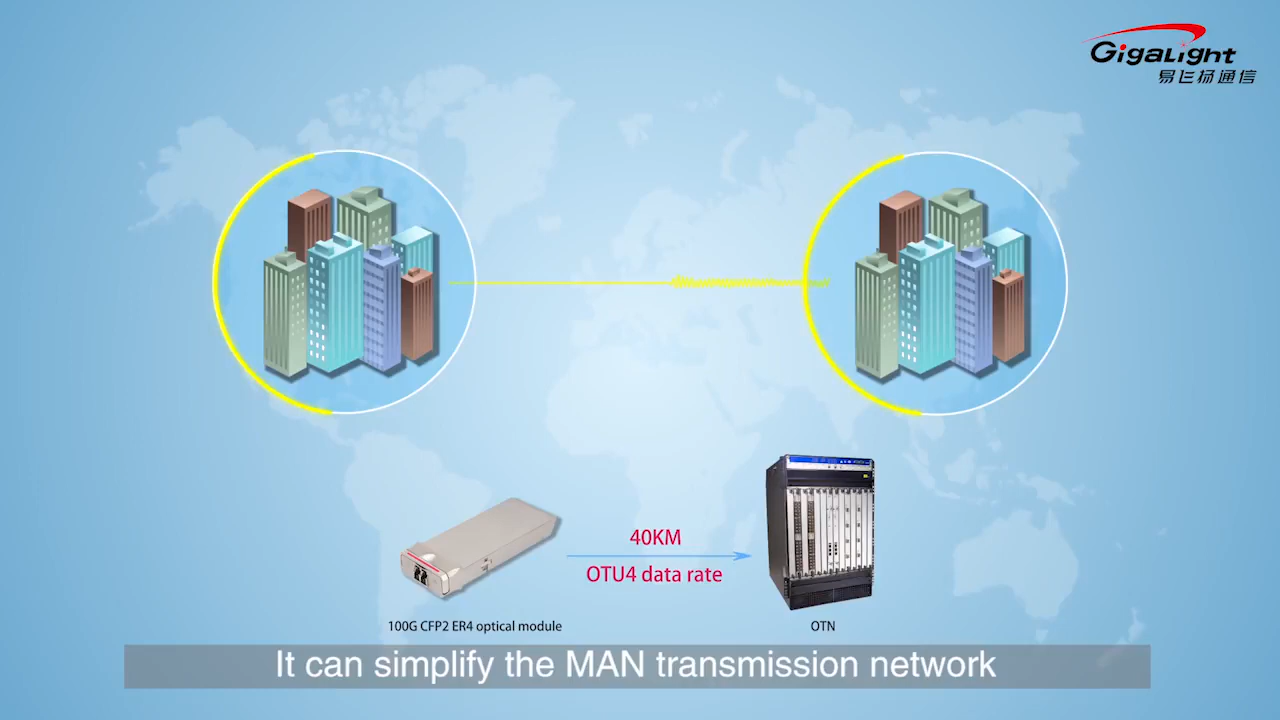 GigaLight
易飞扬通信
40KM
OTU4 data rate
100G CFP2 ER4 optical module
OTN
It can simplify the MAN transmission network